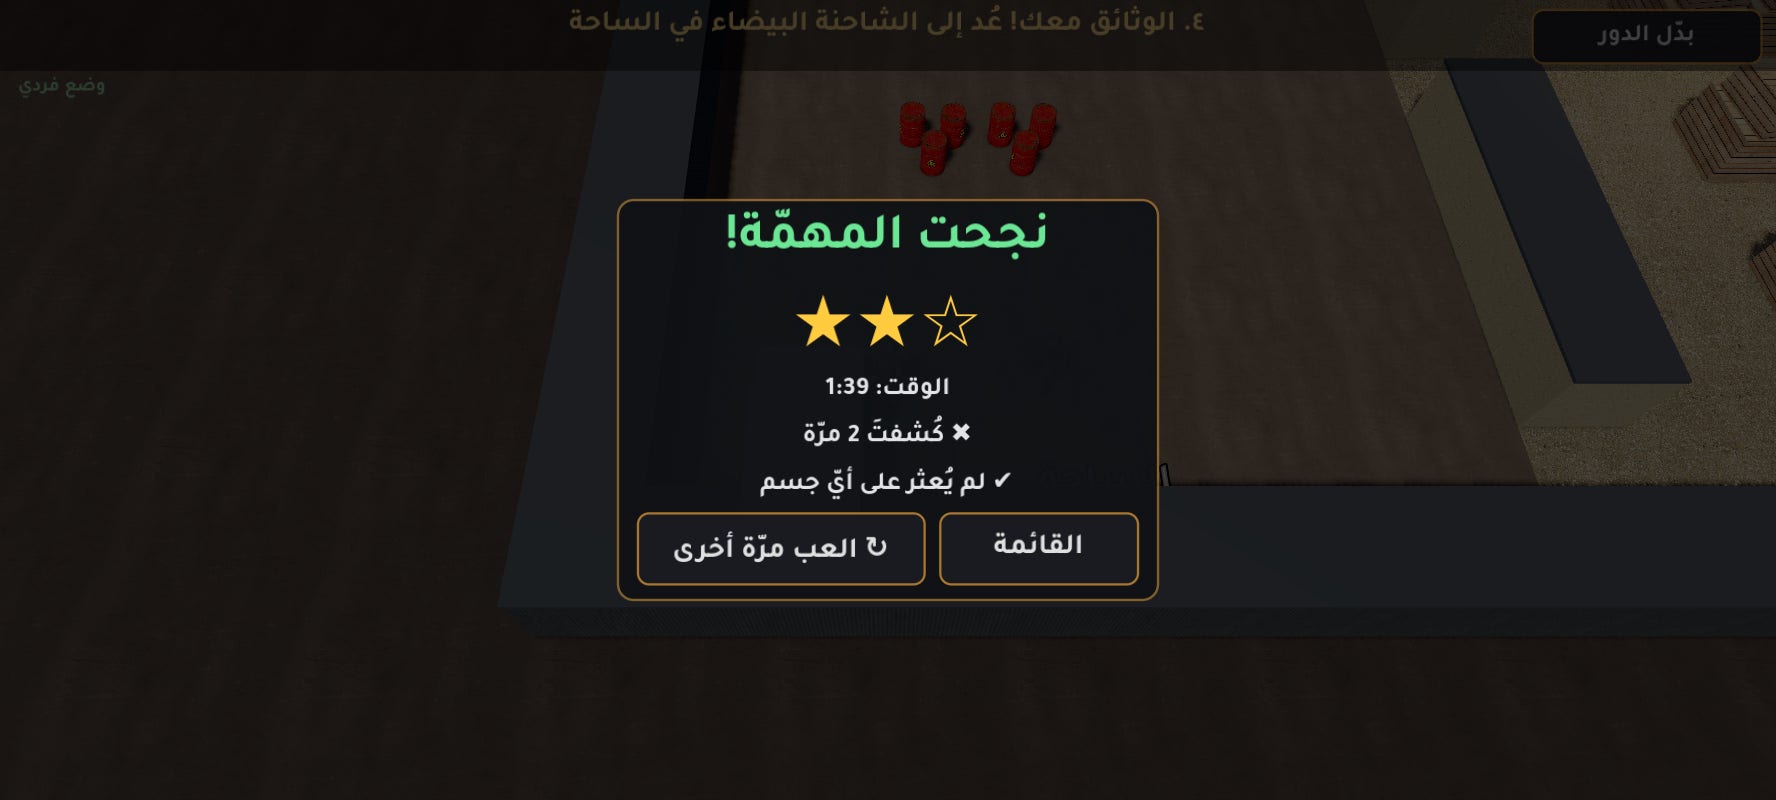 ٤. الوثائق معك! عُد إلى الشاحنة البيضاء في الساحة
بدّل الدور
وضع فردي
نجحت المهمّة!
★★☆
الوقت: 1:39
✖ كُشفتَ 2 مرّة
✔ لم يُعثر على أيّ جسم
القائمة
↻ العب مرّة أخرى